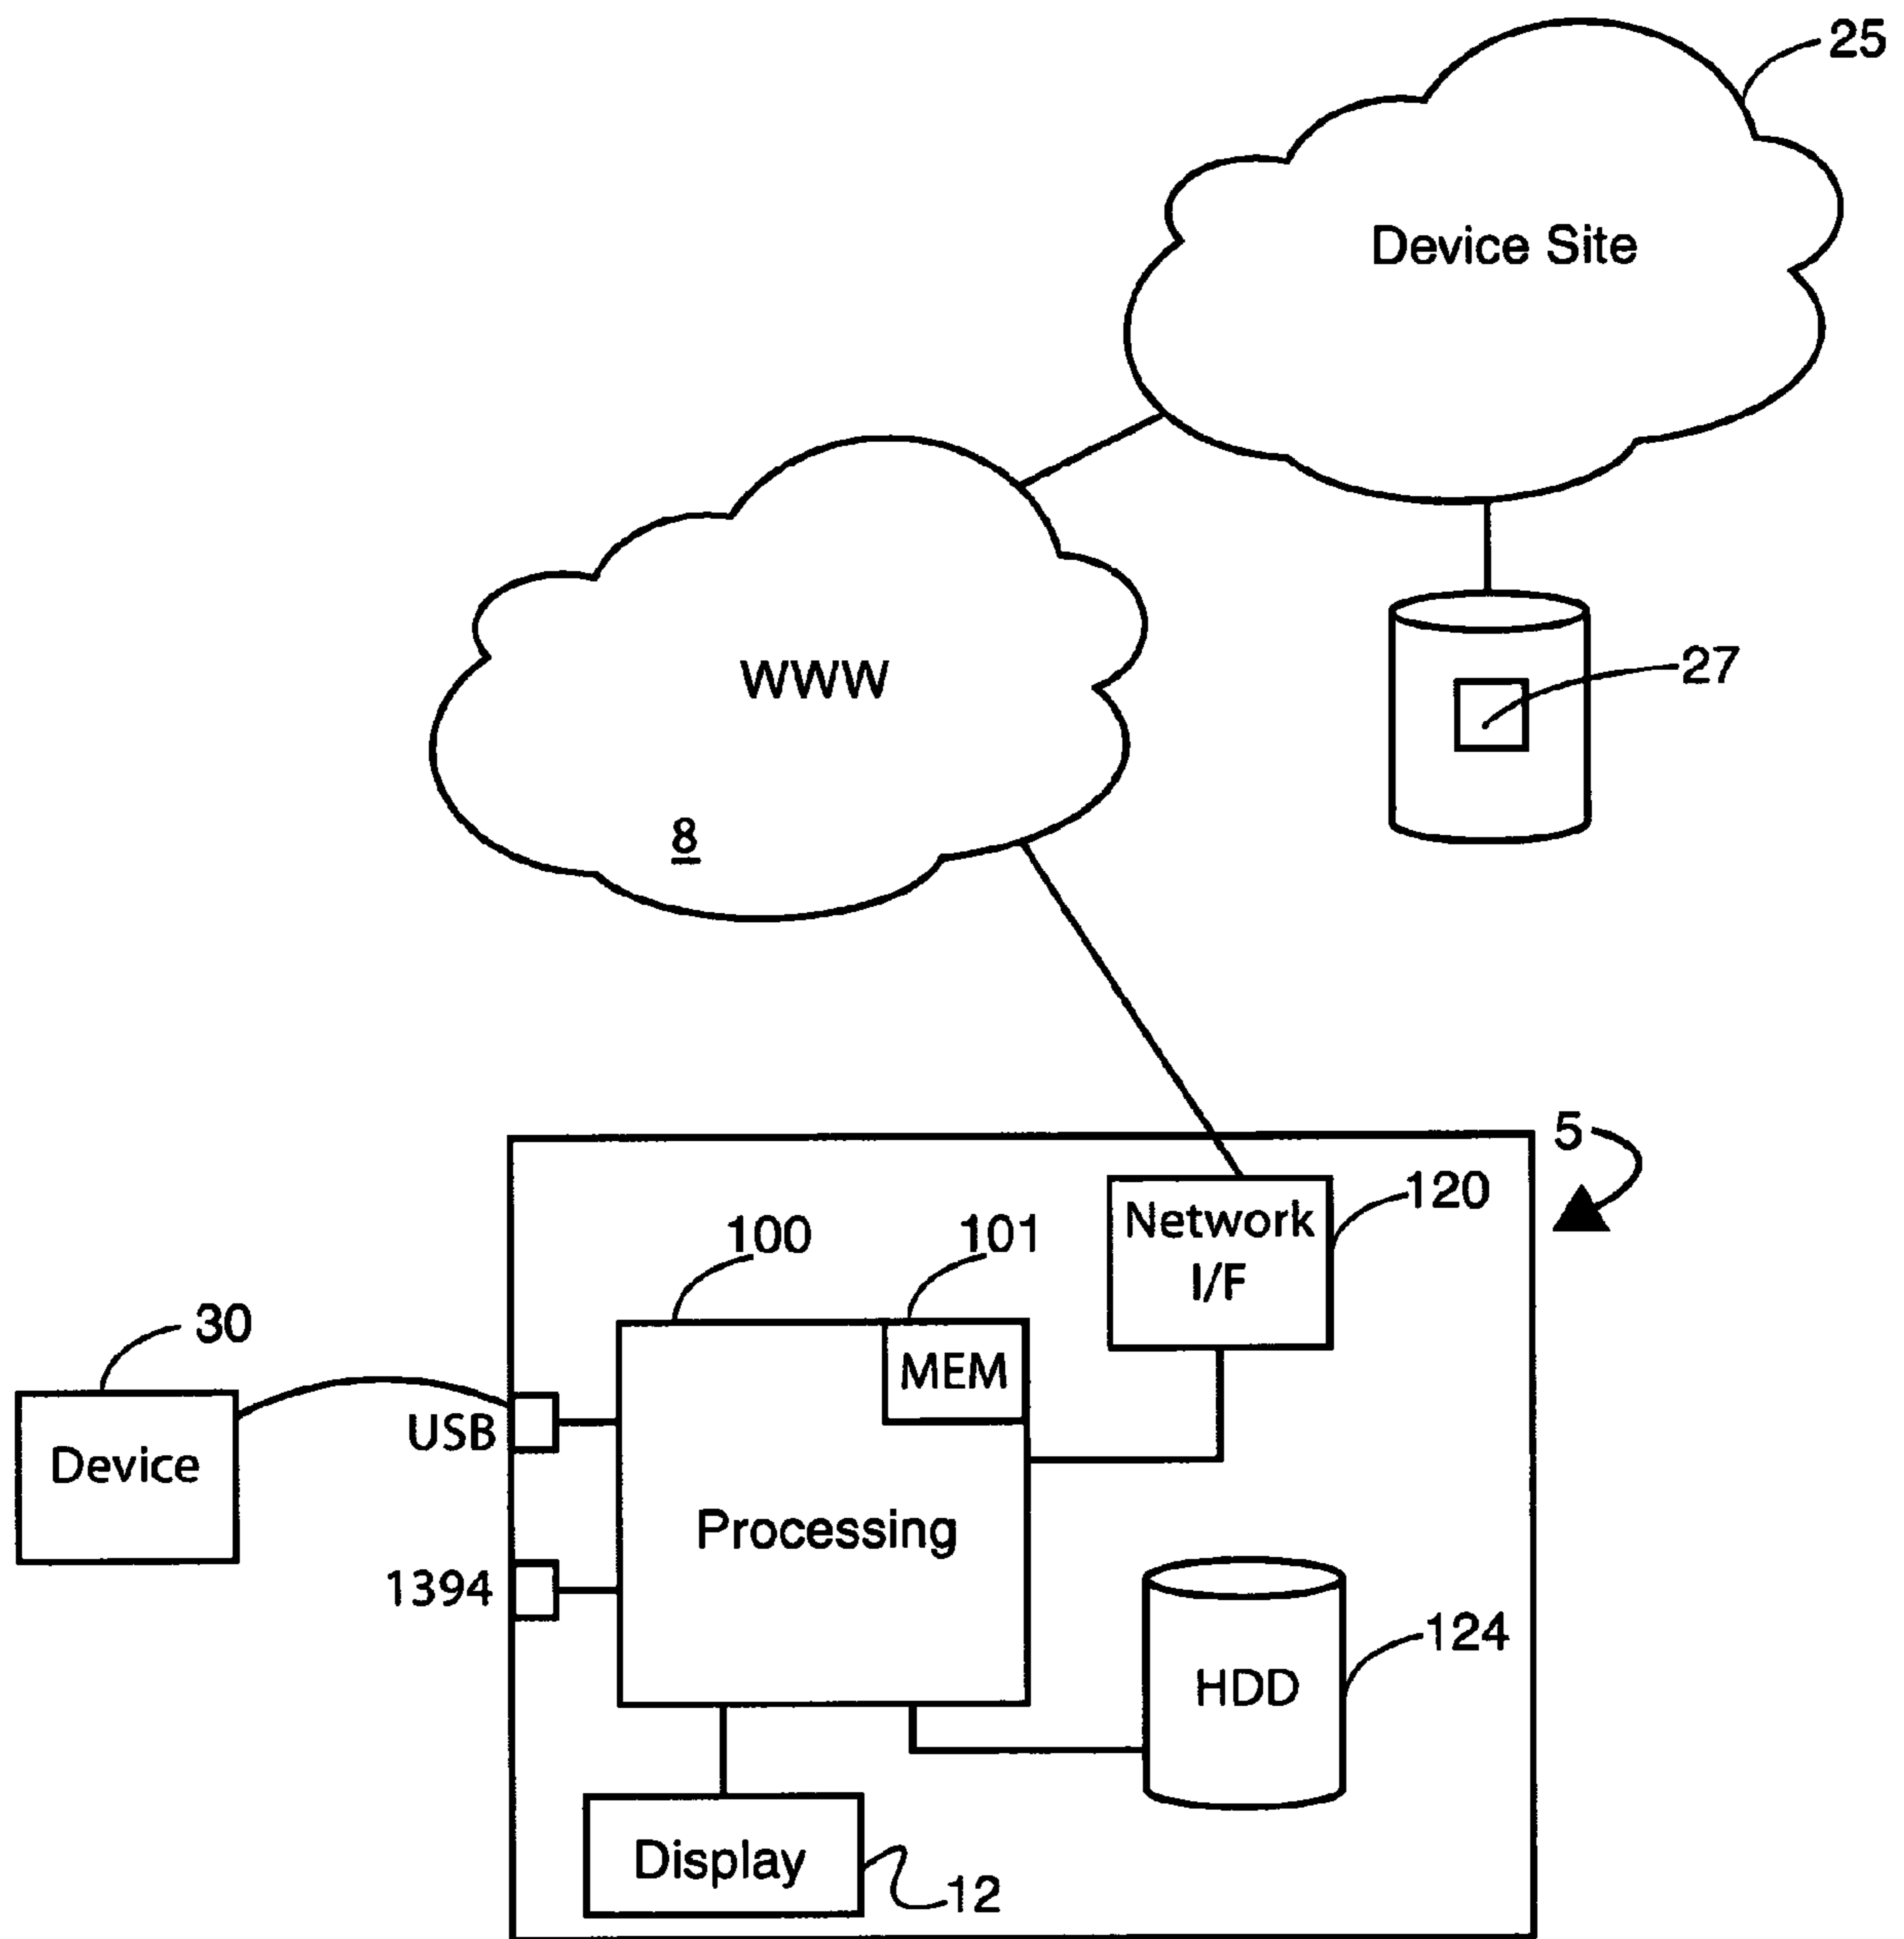 25
Device Site
WWW
27
8
5
120
Network
I/F
100
101
30
MEM
USB
Device
Processing
1394
124
HDD
Display
12